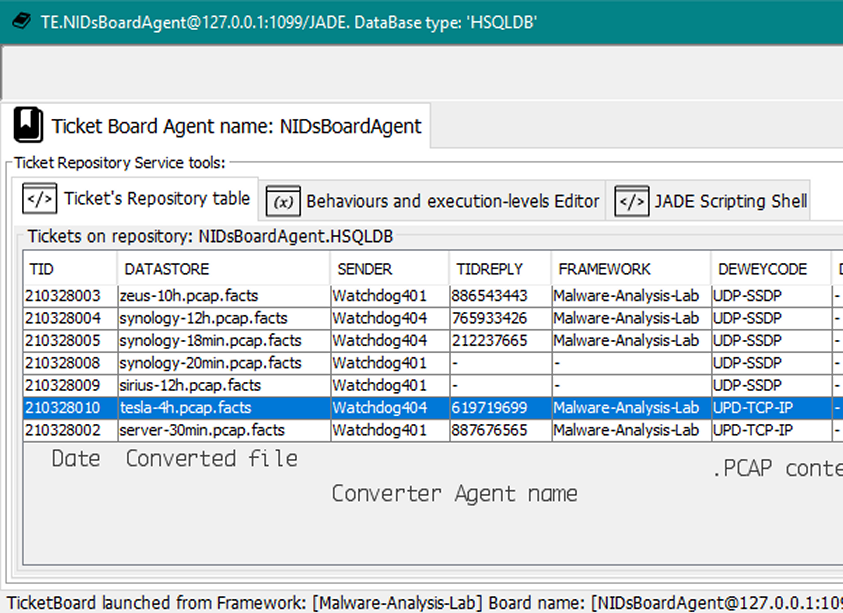 TE.NIDsBoardAgent@127.0.0.1:1099/JADE. DataBase type: 'HSQLDB'
Ticket Board Agent name: NIDsBoardAgent
Ticket Repository Service tools:
</> Ticket's Repository table (x) Behaviours and execution-levels Editor </> JADE Scripting Shell
Tickets on repository: NIDsBoardAgent.HSQLDB
TID DATASTORE SENDER TIDREPLY FRAMEWORK DEWEYCODE
210328003 zeus-10h.pcap.facts Watchdog401 886543443 Malware-Analysis-Lab UDP-SSDP -
210328004 synology-12h.pcap.facts Watchdog404 765933426 Malware-Analysis-Lab UDP-SSDP -
210328005 synology-18min.pcap.facts Watchdog404 212237665 Malware-Analysis-Lab UDP-SSDP -
210328008 synology-20min.pcap.facts Watchdog401 - - UDP-SSDP -
210328009 sirius-12h.pcap.facts Watchdog401 - - UDP-SSDP -
210328010 tesla-4h.pcap.facts Watchdog404 619719699 Malware-Analysis-Lab UPD-TCP-IP -
210328002 server-30min.pcap.facts Watchdog401 887676565 Malware-Analysis-Lab UPD-TCP-IP -
Date Converted file
.PCAP conte
Converter Agent name
TicketBoard launched from Framework: [Malware-Analysis-Lab] Board name: [NIDsBoardAgent@127.0.0.1:109